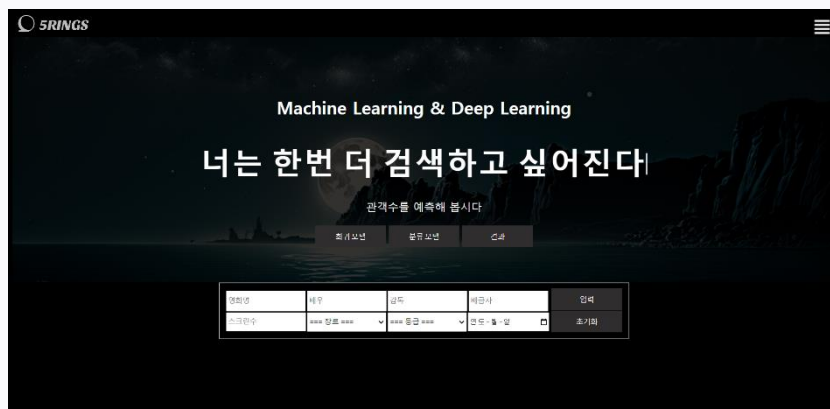 5RINGS
Machine Learning & Deep Learning
너는 한번 더 검색하고 싶어진다
관객수를 예측해 봅시다
회귀모델 분류모델 결과
영화명 배우 감독 배급사 입력
스크린수 === 장르 === === 등급 === 연도-월-일 초기화